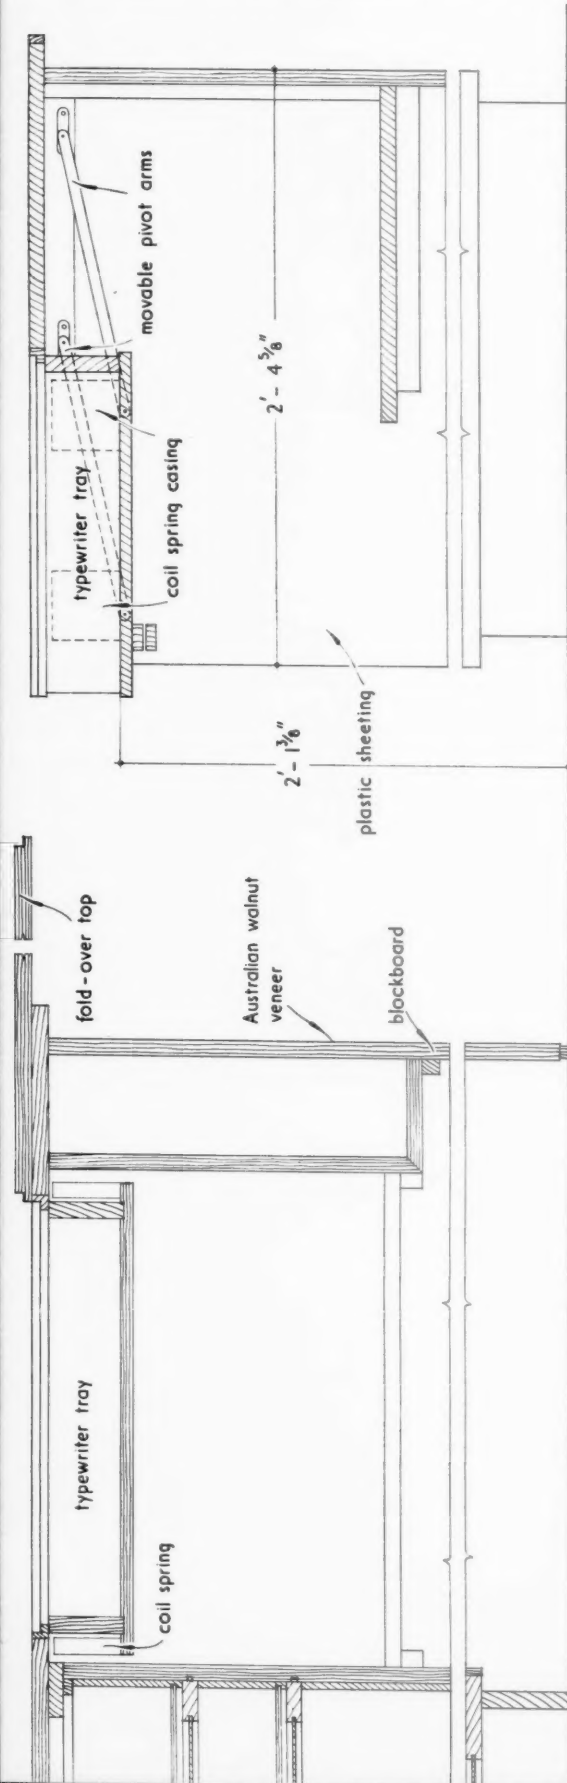 typewriter tray
coil spring
fold-over top
Australian walnut
veneer
blockboard
typewriter tray
coil spring casing
movable pivot arms
2' - 4 5/8"
2' - 1 3/8"
plastic sheeting